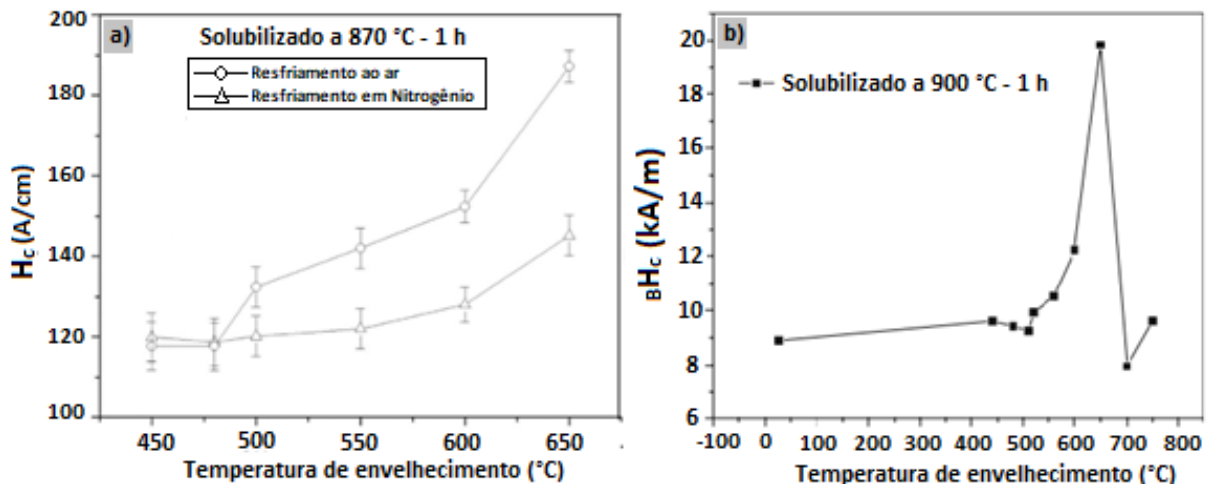 a)
Solubilizado a 870 °C - 1 h
Resfriamento ao ar
Resfriamento em Nitrogênio
200
180
160
140
120
100
Hc (A/cm)
450 500 550 600 650
Temperatura de envelhecimento (°C)
b)
Solubilizado a 900 °C - 1 h
20
18
16
14
12
10
8
6
BHc (kA/m)
-100 0 100 200 300 400 500 600 700 800
Temperatura de envelhecimento (°C)